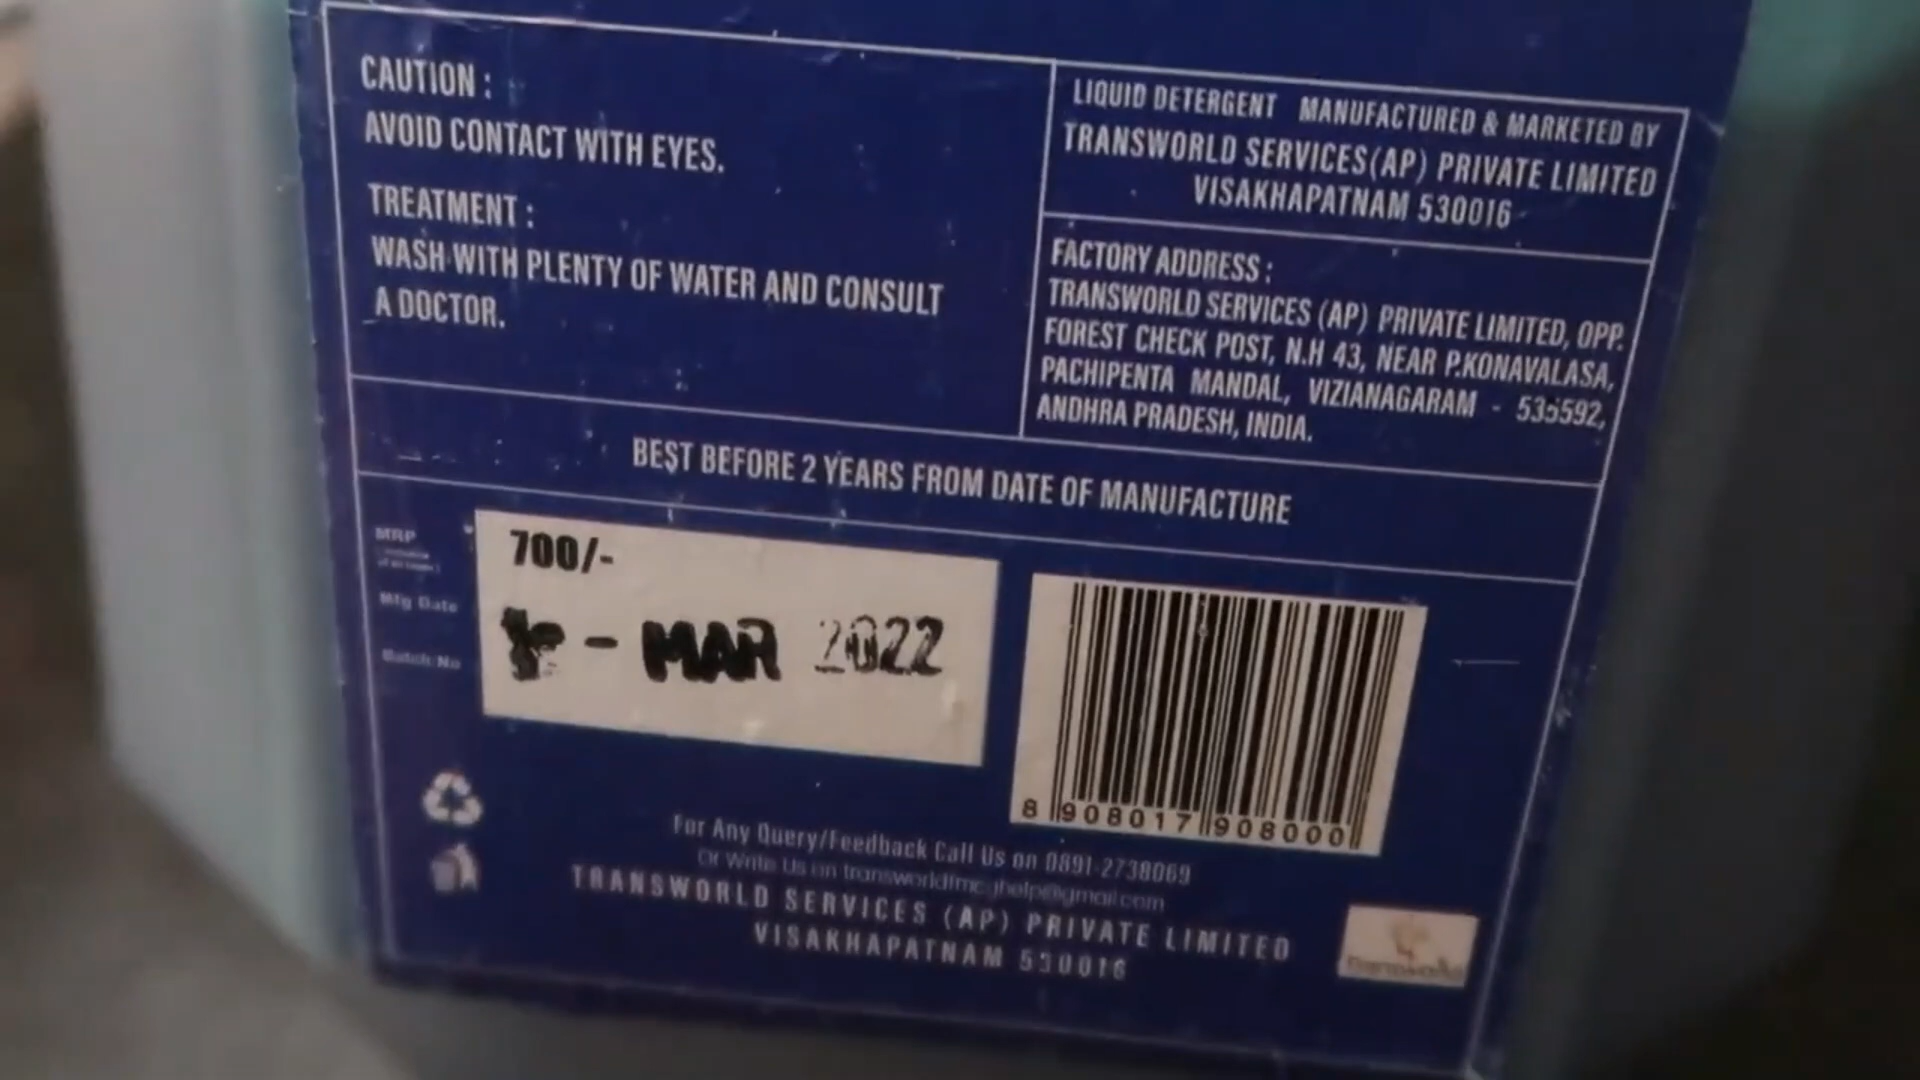 CAUTION :
AVOID CONTACT WITH EYES.
TREATMENT :
WASH WITH PLENTY OF WATER AND CONSULT
A DOCTOR.
LIQUID DETERGENT MANUFACTURED & MARKETED BY
TRANSWORLD SERVICES(AP) PRIVATE LIMITED
VISAKHAPATNAM 530016
FACTORY ADDRESS :
TRANSWORLD SERVICES (AP) PRIVATE LIMITED, OPP.
FOREST CHECK POST, N.H 43, NEAR P.KONAVALASA,
PACHIPENTA MANDAL, VIZIANAGARAM - 535592,
ANDHRA PRADESH, INDIA.
BEST BEFORE 2 YEARS FROM DATE OF MANUFACTURE
MRP
700/-
Mfg Date
- MAR 2022
Batch No
8 908017 908000
For Any Query/Feedback Call Us on 0891-2738069
Or Write Us on transworldfmcghelp@gmail.com
TRANSWORLD SERVICES (AP) PRIVATE LIMITED
VISAKHAPATNAM 530016